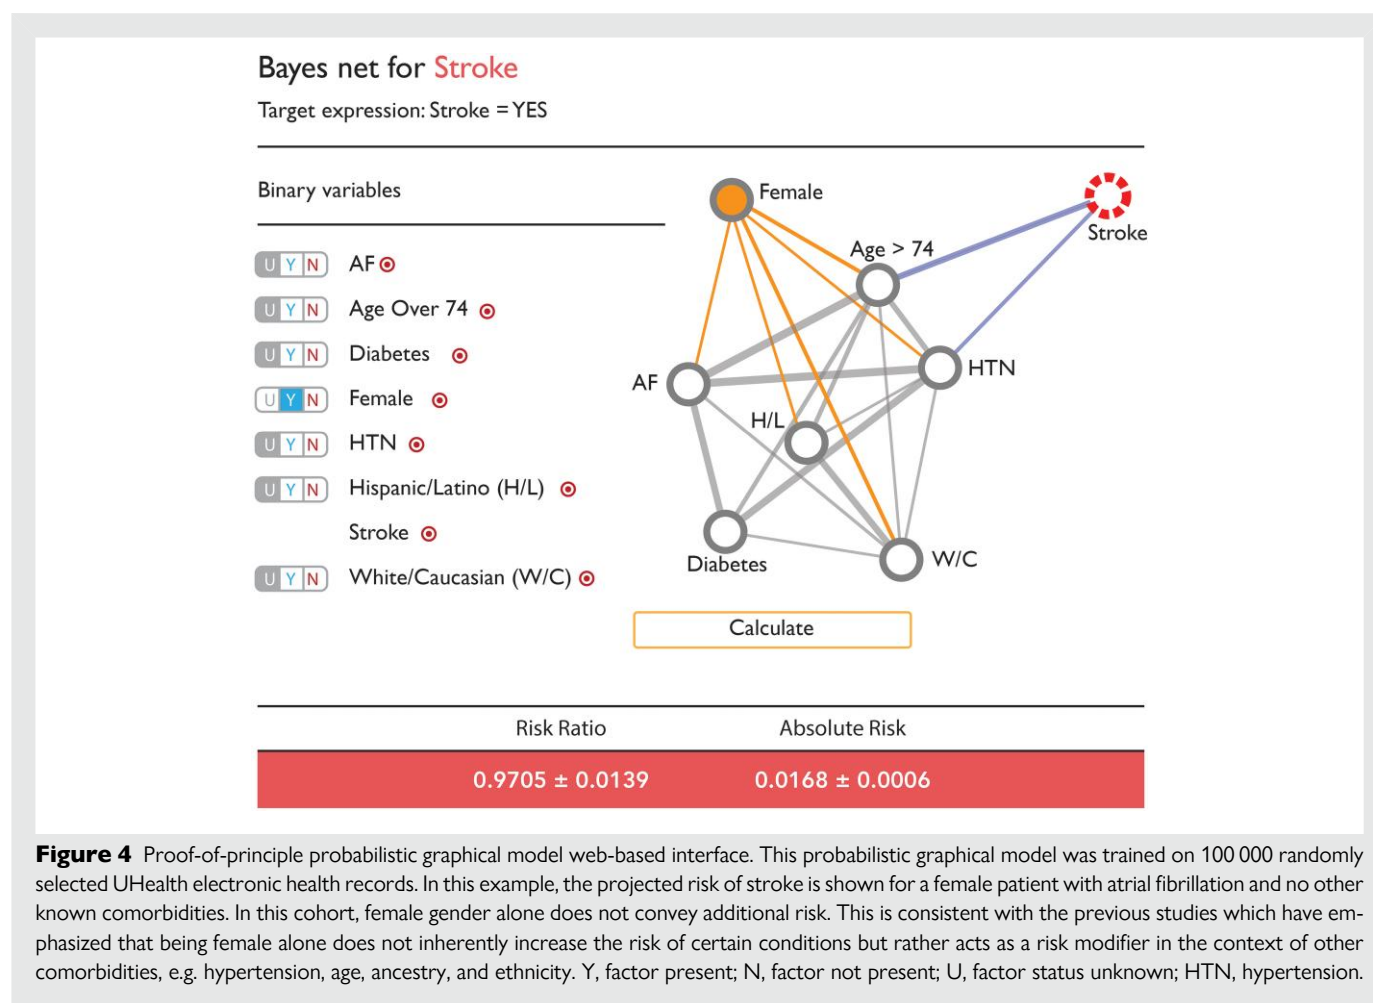 Bayes net for Stroke
Target expression: Stroke = YES
Binary variables
U Y N AF
U Y N Age Over 74
U Y N Diabetes
U Y N Female
U Y N HTN
U Y N Hispanic/Latino (H/L)
Stroke
U Y N White/Caucasian (W/C)
Female
Stroke
Age > 74
HTN
AF
H/L
Diabetes
W/C
Calculate
Risk Ratio Absolute Risk
0.9705 ± 0.0139 0.0168 ± 0.0006
Figure 4 Proof-of-principle probabilistic graphical model web-based interface. This probabilistic graphical model was trained on 100 000 randomly
selected UHealth electronic health records. In this example, the projected risk of stroke is shown for a female patient with atrial fibrillation and no other
known comorbidities. In this cohort, female gender alone does not convey additional risk. This is consistent with the previous studies which have em-
phasized that being female alone does not inherently increase the risk of certain conditions but rather acts as a risk modifier in the context of other
comorbidities, e.g. hypertension, age, ancestry, and ethnicity. Y, factor present; N, factor not present; U, factor status unknown; HTN, hypertension.